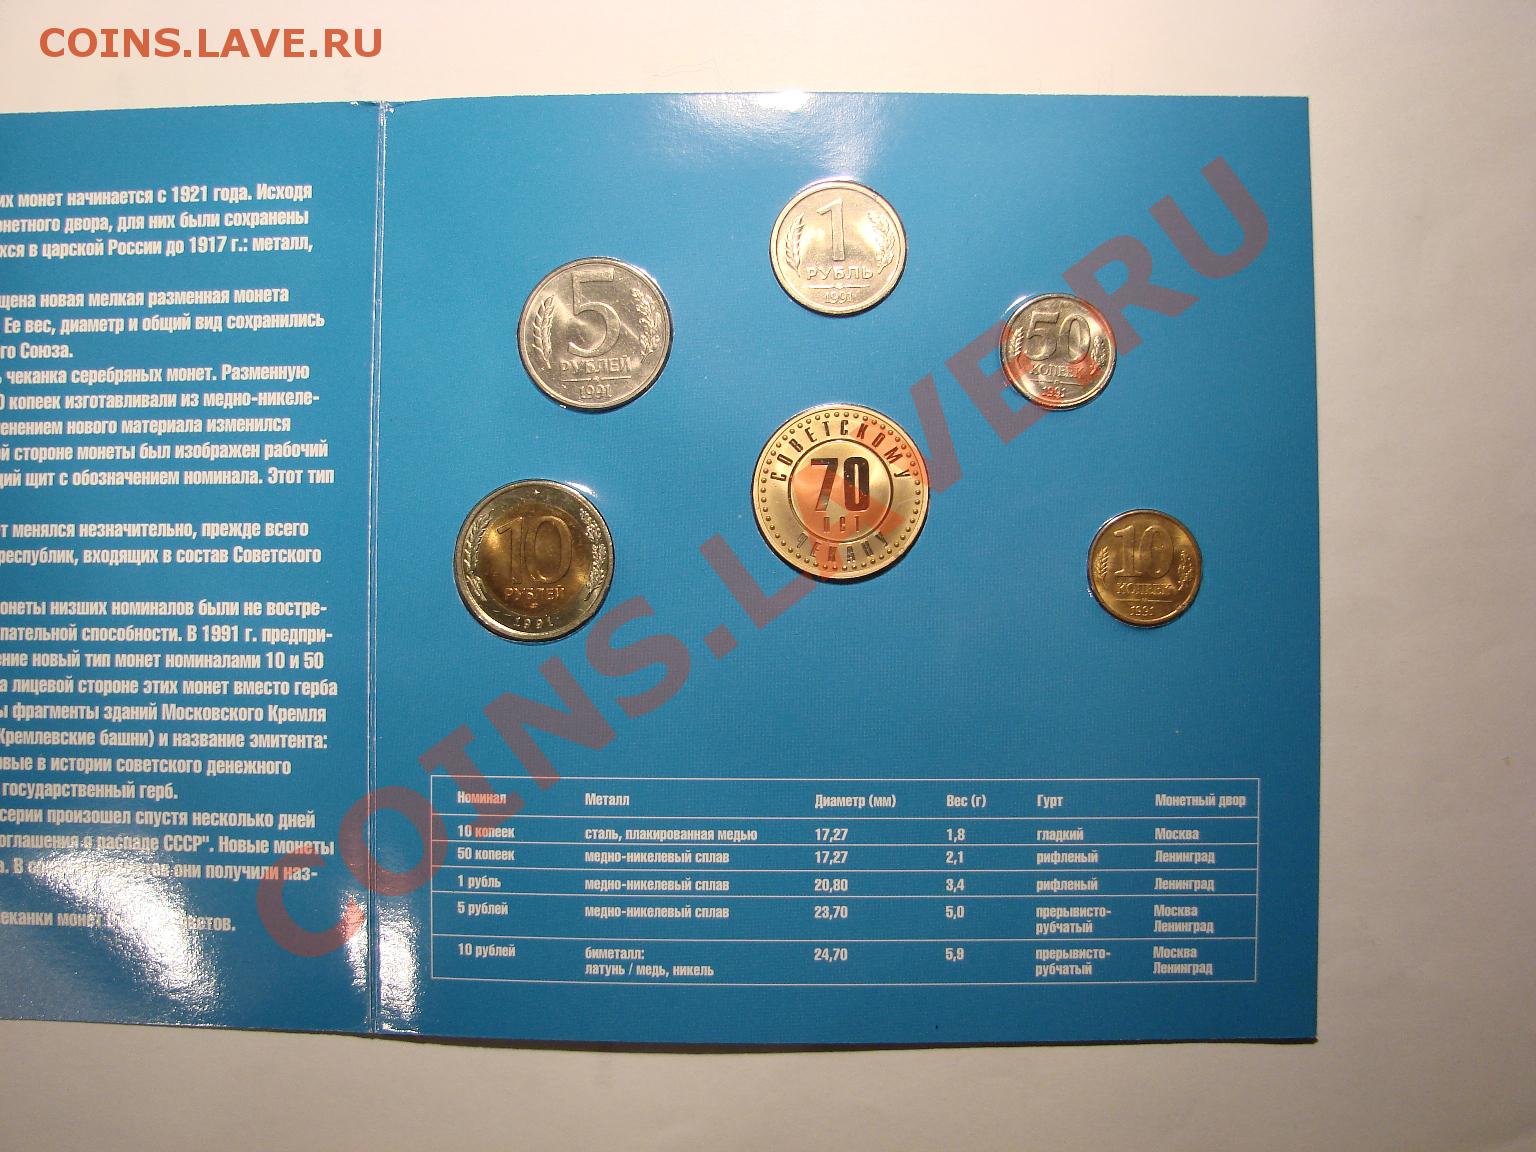 COINS.LAVE.RU
их монет начинается с 1921 года. Исходя
онетного двора, для них были сохранены
хся в царской России до 1917 г.: металл,
щена новая мелкая разменная монета
Ее вес, диаметр и общий вид сохранились
го Союза.
чеканка серебряных монет. Разменную
0 копеек изготавливали из медно-никеле-
енением нового материала изменился
й стороне монеты был изображен рабочий
щий щит с обозначением номинала. Этот тип
т менялся незначительно, прежде всего
республик, входящих в состав Советского
онеты низших номиналов были не востре-
пательной способности. В 1991 г. предпри-
ение новый тип монет номиналами 10 и 50
а лицевой стороне этих монет вместо герба
ы фрагменты зданий Московского Кремля
Кремлевские башни) и название эмитента:
рвые в истории советского денежного
государственный герб.
серии произошел спустя несколько дней
оглашения о распаде СССР". Новые монеты
а. В они получили наз-
еканки монет
1
РУБЛЬ
1991
5
РУБЛЕЙ
1991
50
КОПЕЕК
1991
СОВЕТСКОМУ
70
ЛЕТ
ЧЕКАНУ
10
РУБЛЕЙ
1991
10
КОПЕЕК
1991
Номинал Металл Диаметр (мм) Вес (г) Гурт Монетный двор
10 копеек сталь, плакированная медью 17,27 1,8 гладкий Москва
50 копеек медно-никелевый сплав 17,27 2,1 рифленый Ленинград
1 рубль медно-никелевый сплав 20,80 3,4 рифленый Ленинград
5 рублей медно-никелевый сплав 23,70 5,0 прерывисто- Москва
рубчатый Ленинград
10 рублей биметалл: 24,70 5,9 прерывисто- Москва
латунь / медь, никель рубчатый Ленинград
COINS.LAVE.RU